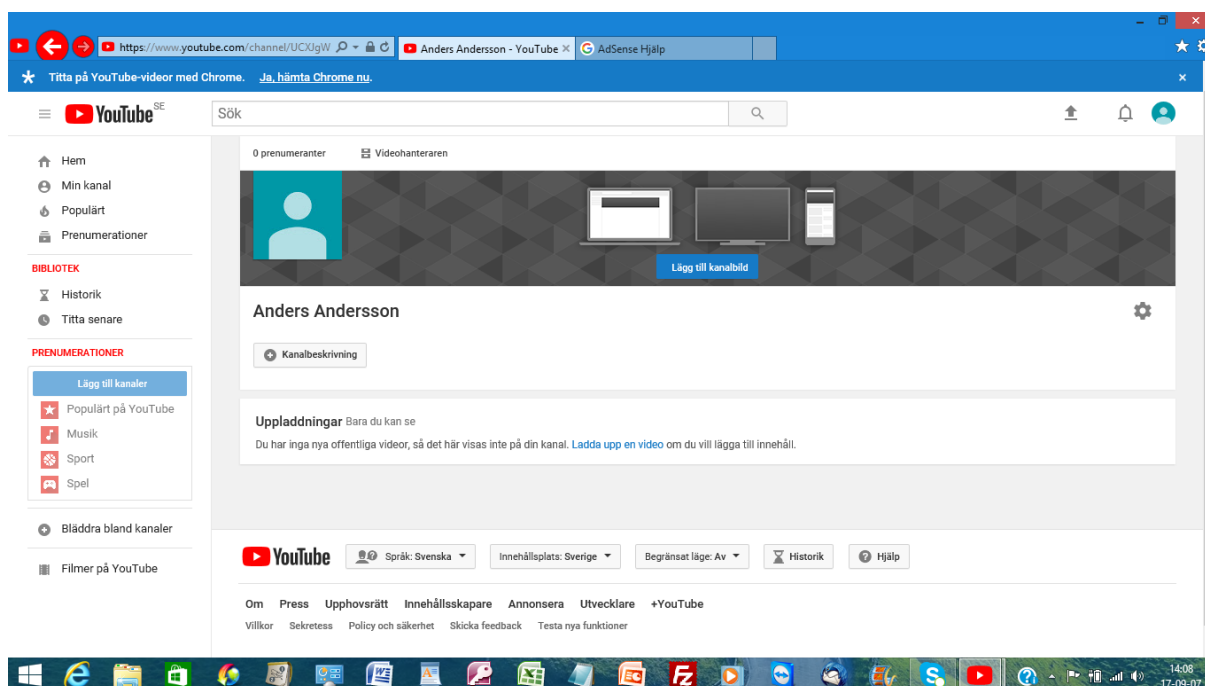 https://www.youtube.com/channel/UCXJgW
Anders Andersson - YouTube
AdSense Hjälp
Titta på YouTube-videor med Chrome. Ja, hämta Chrome nu.
YouTube SE
Sök
Hem
Min kanal
Populärt
Prenumerationer
BIBLIOTEK
Historik
Titta senare
PRENUMERATIONER
Lägg till kanaler
Populärt på YouTube
Musik
Sport
Spel
Bläddra bland kanaler
Filmer på YouTube
0 prenumeranter Videohanteraren
Lägg till kanalbild
Anders Andersson
Kanalbeskrivning
Uppladdningar Bara du kan se
Du har inga nya offentliga videor, så det här visas inte på din kanal. Ladda upp en video om du vill lägga till innehåll.
YouTube Språk: Svenska Innehållsplats: Sverige Begränsat läge: Av Historik Hjälp
Om Press Upphovsrätt Innehållsskapare Annonsera Utvecklare +YouTube
Villkor Sekretess Policy och säkerhet Skicka feedback Testa nya funktioner
14:08
17-09-07